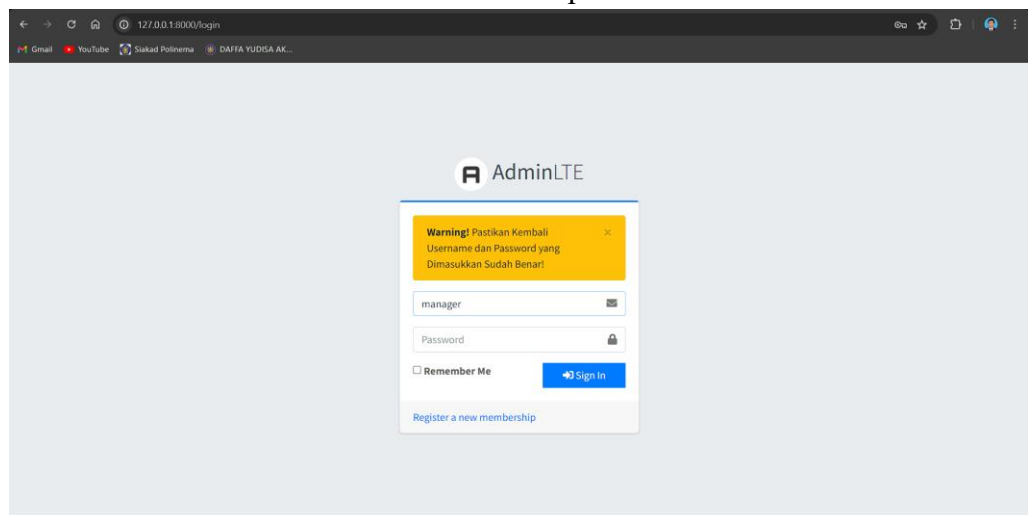 127.0.0.1:8000/login
Gmail YouTube Siakad Polinema DAFFA YUDISA AK...
AdminLTE
Warning! Pastikan Kembali
Username dan Password yang
Dimasukkan Sudah Benar!
manager
Password
Remember Me
Sign In
Register a new membership